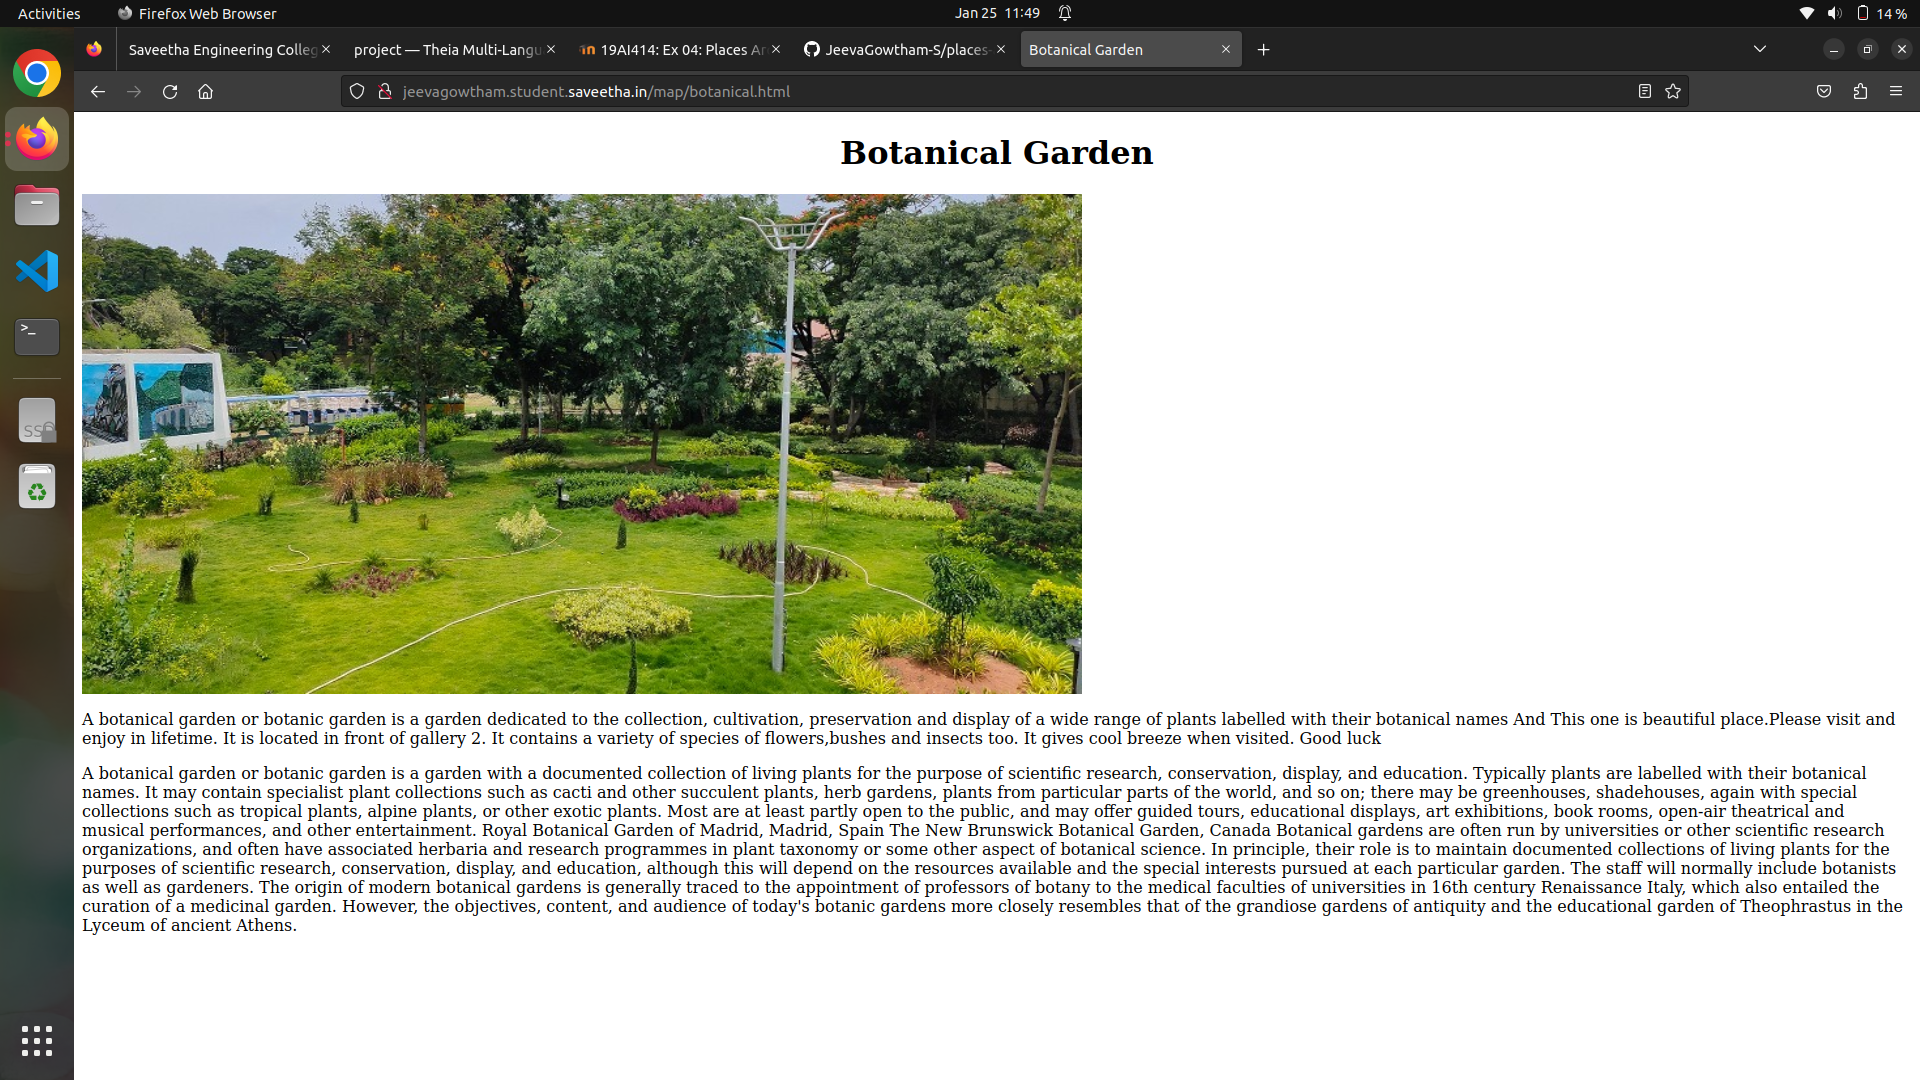 Activities Firefox Web Browser Jan 25 11:49 14 %
Saveetha Engineering Colleg project — Theia Multi-Langu 19AI414: Ex 04: Places Ar JeevaGowtham-S/places- Botanical Garden
jeevagowtham.student.saveetha.in/map/botanical.html
Botanical Garden
A botanical garden or botanic garden is a garden dedicated to the collection, cultivation, preservation and display of a wide range of plants labelled with their botanical names And This one is beautiful place.Please visit and
enjoy in lifetime. It is located in front of gallery 2. It contains a variety of species of flowers,bushes and insects too. It gives cool breeze when visited. Good luck
A botanical garden or botanic garden is a garden with a documented collection of living plants for the purpose of scientific research, conservation, display, and education. Typically plants are labelled with their botanical
names. It may contain specialist plant collections such as cacti and other succulent plants, herb gardens, plants from particular parts of the world, and so on; there may be greenhouses, shadehouses, again with special
collections such as tropical plants, alpine plants, or other exotic plants. Most are at least partly open to the public, and may offer guided tours, educational displays, art exhibitions, book rooms, open-air theatrical and
musical performances, and other entertainment. Royal Botanical Garden of Madrid, Madrid, Spain The New Brunswick Botanical Garden, Canada Botanical gardens are often run by universities or other scientific research
organizations, and often have associated herbaria and research programmes in plant taxonomy or some other aspect of botanical science. In principle, their role is to maintain documented collections of living plants for the
purposes of scientific research, conservation, display, and education, although this will depend on the resources available and the special interests pursued at each particular garden. The staff will normally include botanists
as well as gardeners. The origin of modern botanical gardens is generally traced to the appointment of professors of botany to the medical faculties of universities in 16th century Renaissance Italy, which also entailed the
curation of a medicinal garden. However, the objectives, content, and audience of today's botanic gardens more closely resembles that of the grandiose gardens of antiquity and the educational garden of Theophrastus in the
Lyceum of ancient Athens.